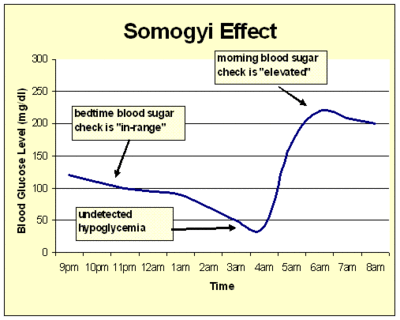 Somogyi Effect
morning blood sugar
check is "elevated"
bedtime blood sugar
check is "in-range"
undetected
hypoglycemia
Blood Glucose Level (mg/dl)
300
250
200
150
100
50
0
9pm 10pm 11pm 12am 1am 2am 3am 4am 5am 6am 7am 8am
Time